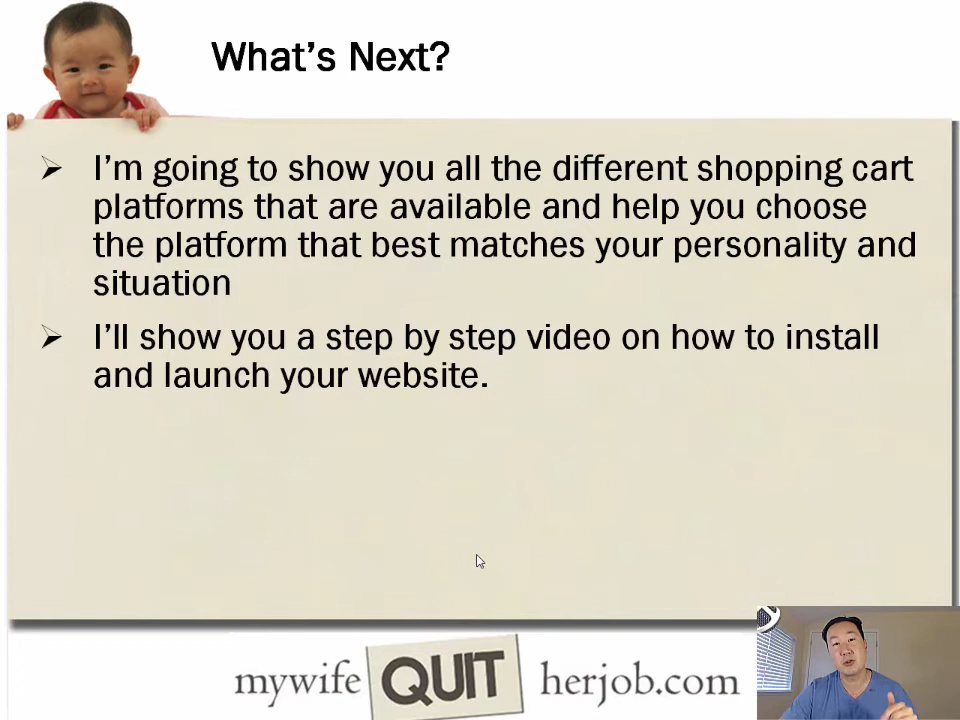 What’s Next?
I’m going to show you all the different shopping cart
platforms that are available and help you choose
the platform that best matches your personality and
situation
I’ll show you a step by step video on how to install
and launch your website.
mywife QUIT herjob.com